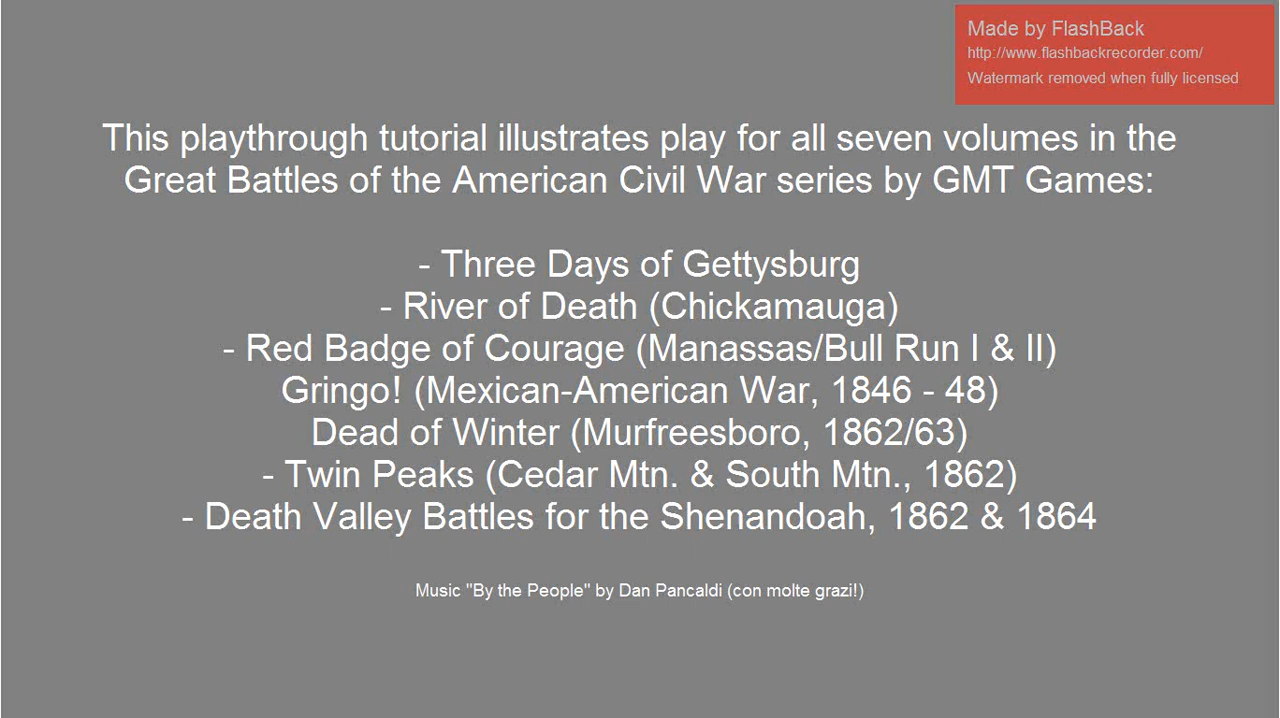 Made by FlashBack
http://www.flashbackrecorder.com/
Watermark removed when fully licensed
This playthrough tutorial illustrates play for all seven volumes in the
Great Battles of the American Civil War series by GMT Games:
- Three Days of Gettysburg
- River of Death (Chickamauga)
- Red Badge of Courage (Manassas/Bull Run I & II)
Gringo! (Mexican-American War, 1846 - 48)
Dead of Winter (Murfreesboro, 1862/63)
- Twin Peaks (Cedar Mtn. & South Mtn., 1862)
- Death Valley Battles for the Shenandoah, 1862 & 1864
Music "By the People" by Dan Pancaldi (con molte grazi!)